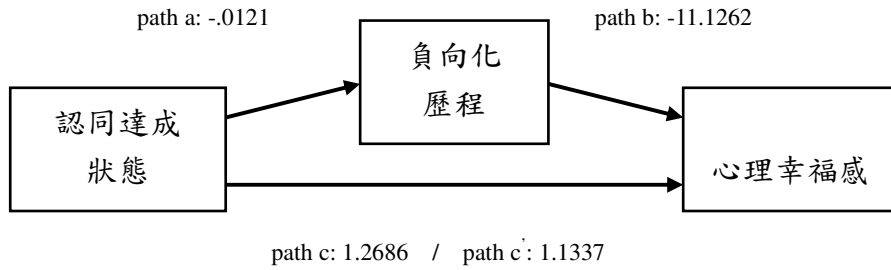 path a: -.0121
path b: -11.1262
負向化
歷程
認同達成
狀態
心理幸福感
path c: 1.2686 / path c’: 1.1337